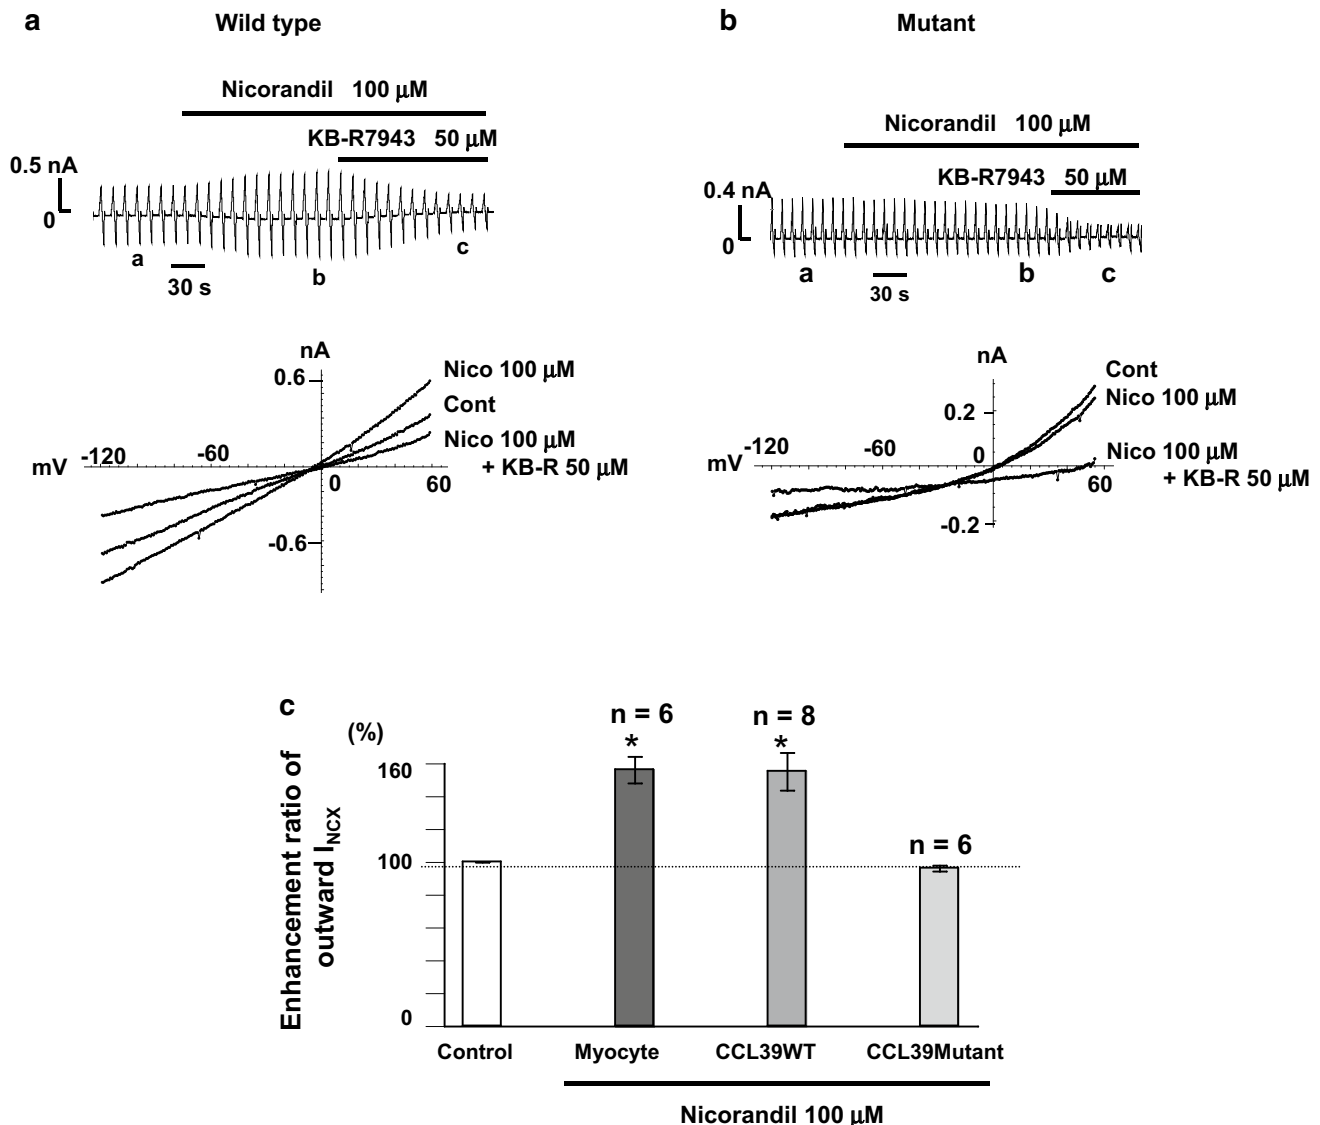 a
Wild type
Nicorandil 100 μM
KB-R7943 50 μM
0.5 nA
0
a
b
c
30 s
nA
0.6
Nico 100 μM
Cont
Nico 100 μM
+ KB-R 50 μM
mV
-120
-60
0
60
-0.6
b
Mutant
Nicorandil 100 μM
KB-R7943 50 μM
0.4 nA
0
a
b
c
30 s
nA
Cont
Nico 100 μM
0.2
-120
-60
0
mV
Nico 100 μM
+ KB-R 50 μM
60
-0.2
c
(%)
Enhancement ratio of
outward INCX
160
100
0
n = 6
*
n = 8
*
n = 6
Control
Myocyte
CCL39WT
CCL39Mutant
Nicorandil 100 μM